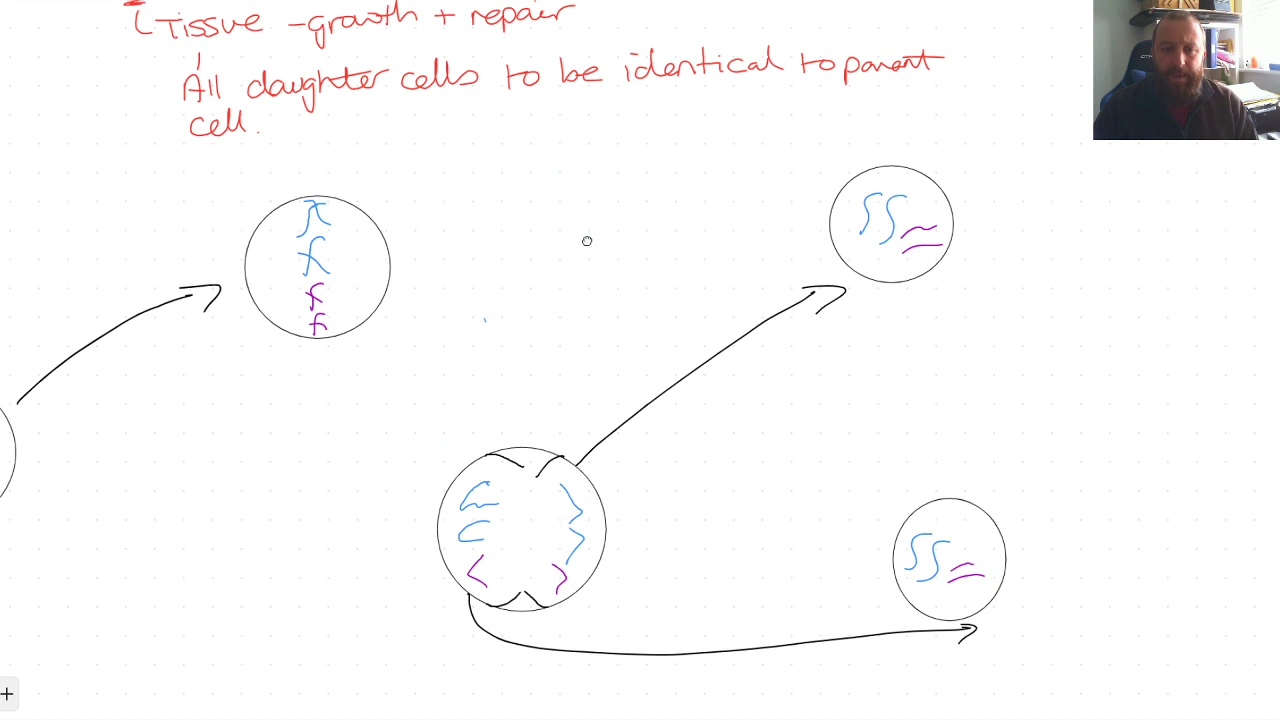 Tissue - growth + repair
All daughter cells to be identical to parent
cell.